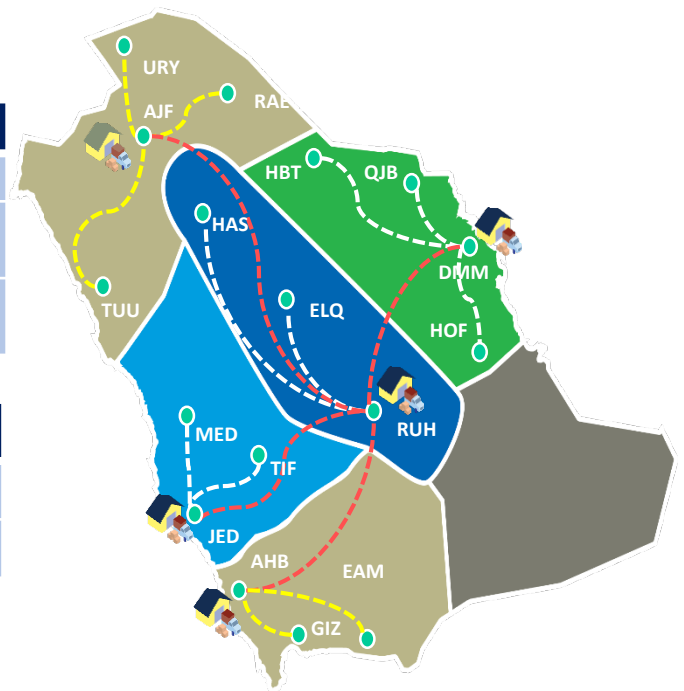 URY
AJF
RAE
HBT
QJB
HAS
DMM
TUU
ELQ
HOF
RUH
MED
TIF
JED
AHB
EAM
GIZ